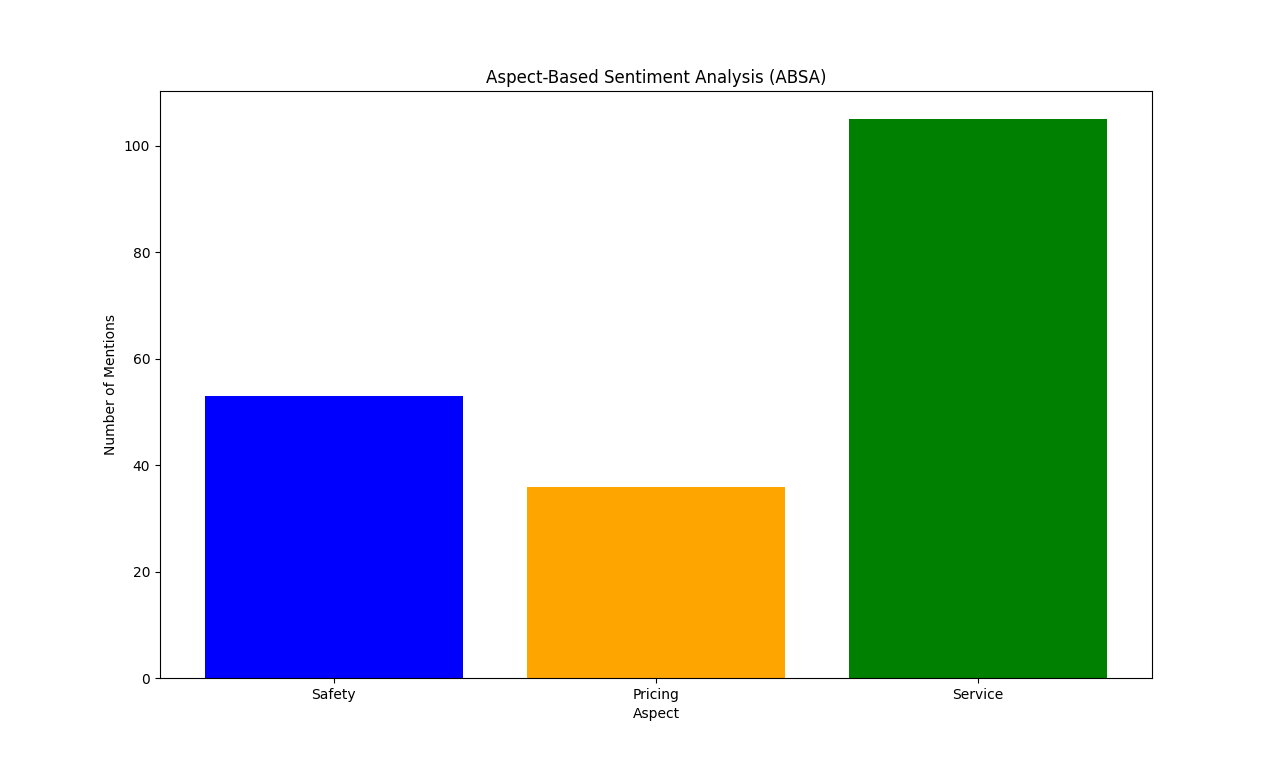 Aspect-Based Sentiment Analysis (ABSA)
Number of Mentions
100
80
60
40
20
0
Safety
Pricing
Service
Aspect